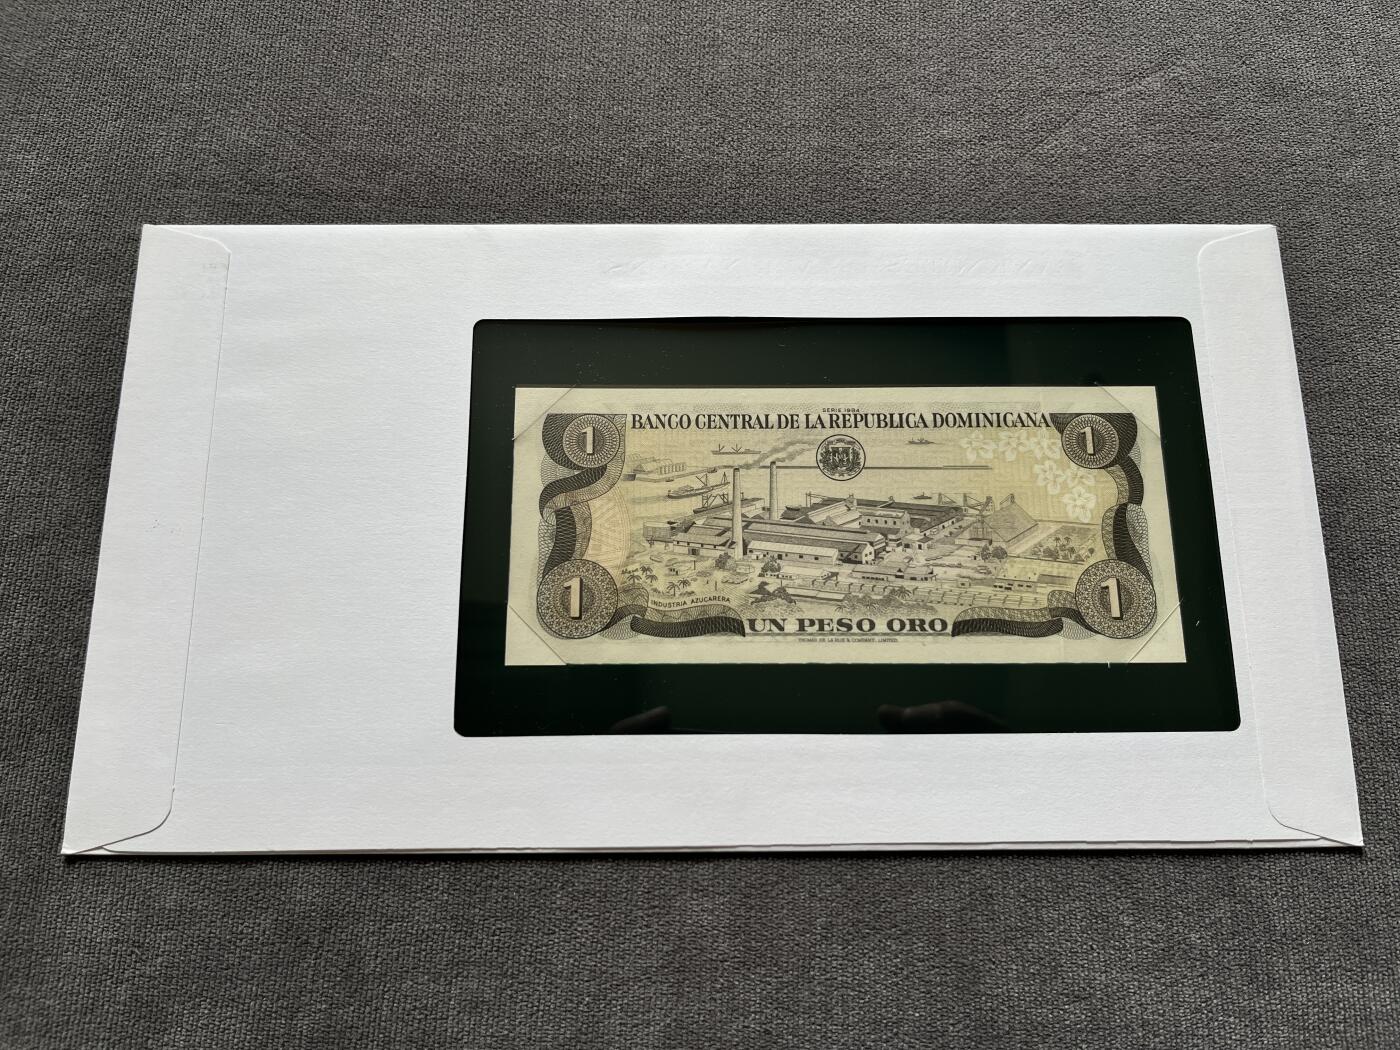 SERIE 1984
BANCO CENTRAL DE LA REPUBLICA DOMINICANA
1
1
INDUSTRIA AZUCARERA
1
UN PESO ORO
1
THOMAS DE LA RUE & COMPANY, LIMITED